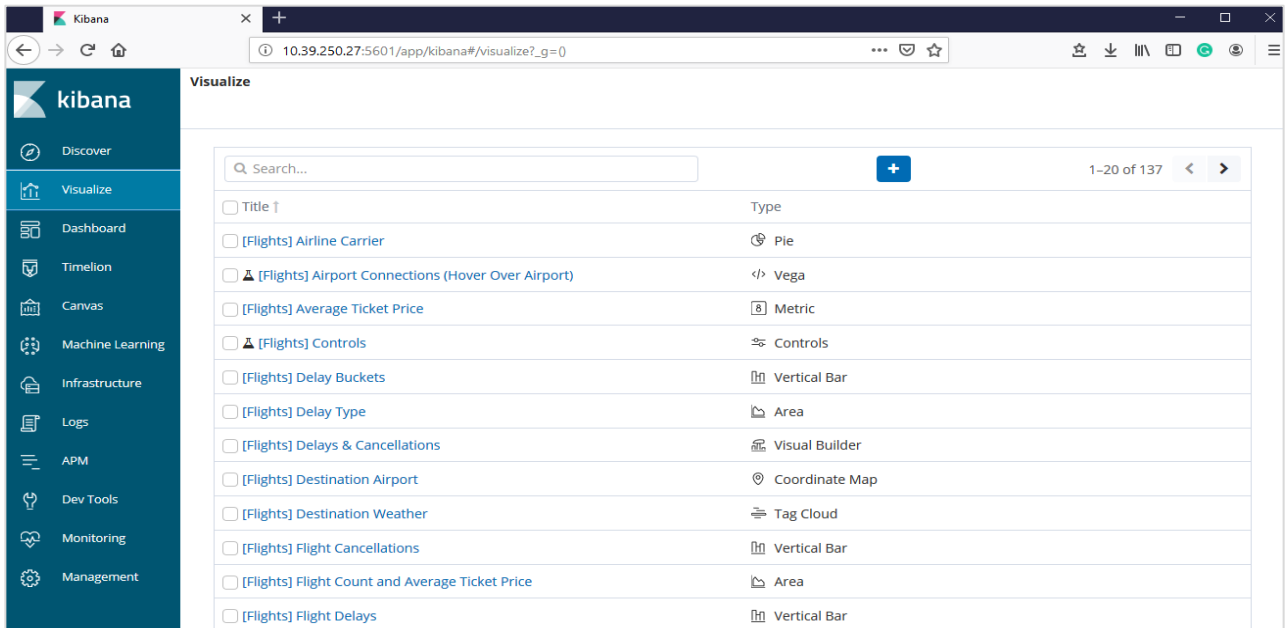 Kibana
10.39.250.27:5601/app/kibana#/visualize?_g=()
kibana
Discover
Visualize
Dashboard
Timelion
Canvas
Machine Learning
Infrastructure
Logs
APM
Dev Tools
Monitoring
Management
Visualize
Search...
1–20 of 137
Title Type
[Flights] Airline Carrier Pie
[Flights] Airport Connections (Hover Over Airport) Vega
[Flights] Average Ticket Price 8 Metric
[Flights] Controls Controls
[Flights] Delay Buckets Vertical Bar
[Flights] Delay Type Area
[Flights] Delays & Cancellations Visual Builder
[Flights] Destination Airport Coordinate Map
[Flights] Destination Weather Tag Cloud
[Flights] Flight Cancellations Vertical Bar
[Flights] Flight Count and Average Ticket Price Area
[Flights] Flight Delays Vertical Bar